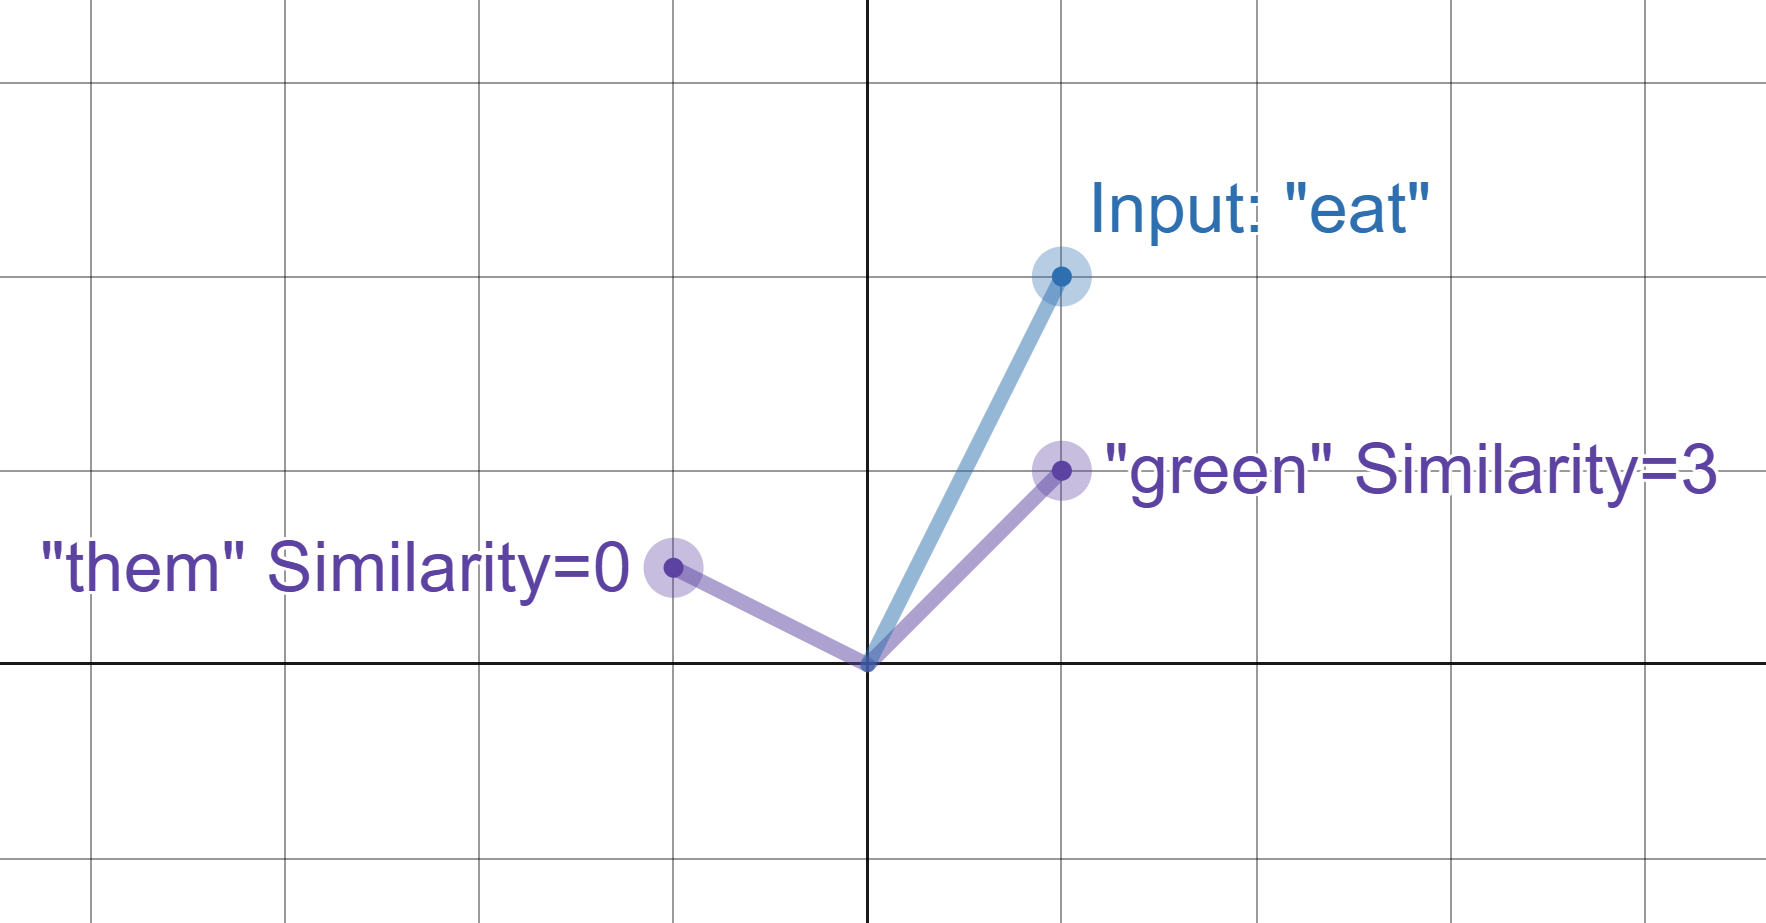 Input: "eat"
"green" Similarity=3
"them" Similarity=0